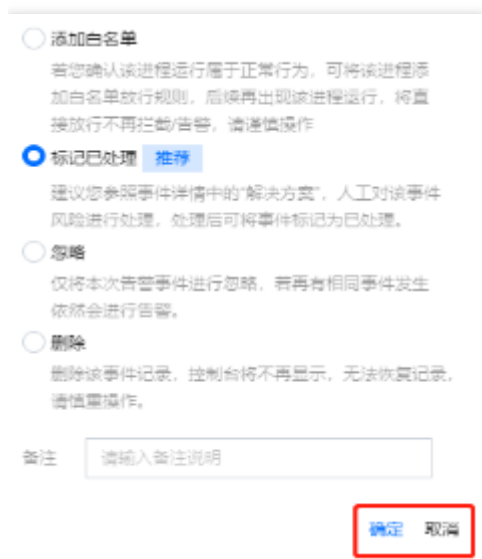 添加白名单
若您确认该进程运行属于正常行为，可将该进程添
加白名单放行规则，后续再出现该进程运行，将直
接放行不再拦截/告警，请谨慎操作
标记已处理 推荐
建议您参照事件详情中的“解决方案”，人工对该事件
风险进行处理，处理后可将事件标记为已处理。
忽略
仅将本次告警事件进行忽略，若再有相同事件发生
依然会进行告警。
删除
删除该事件记录，控制台将不再显示，无法恢复记录，
请慎重操作。
备注 请输入备注说明
确定 取消